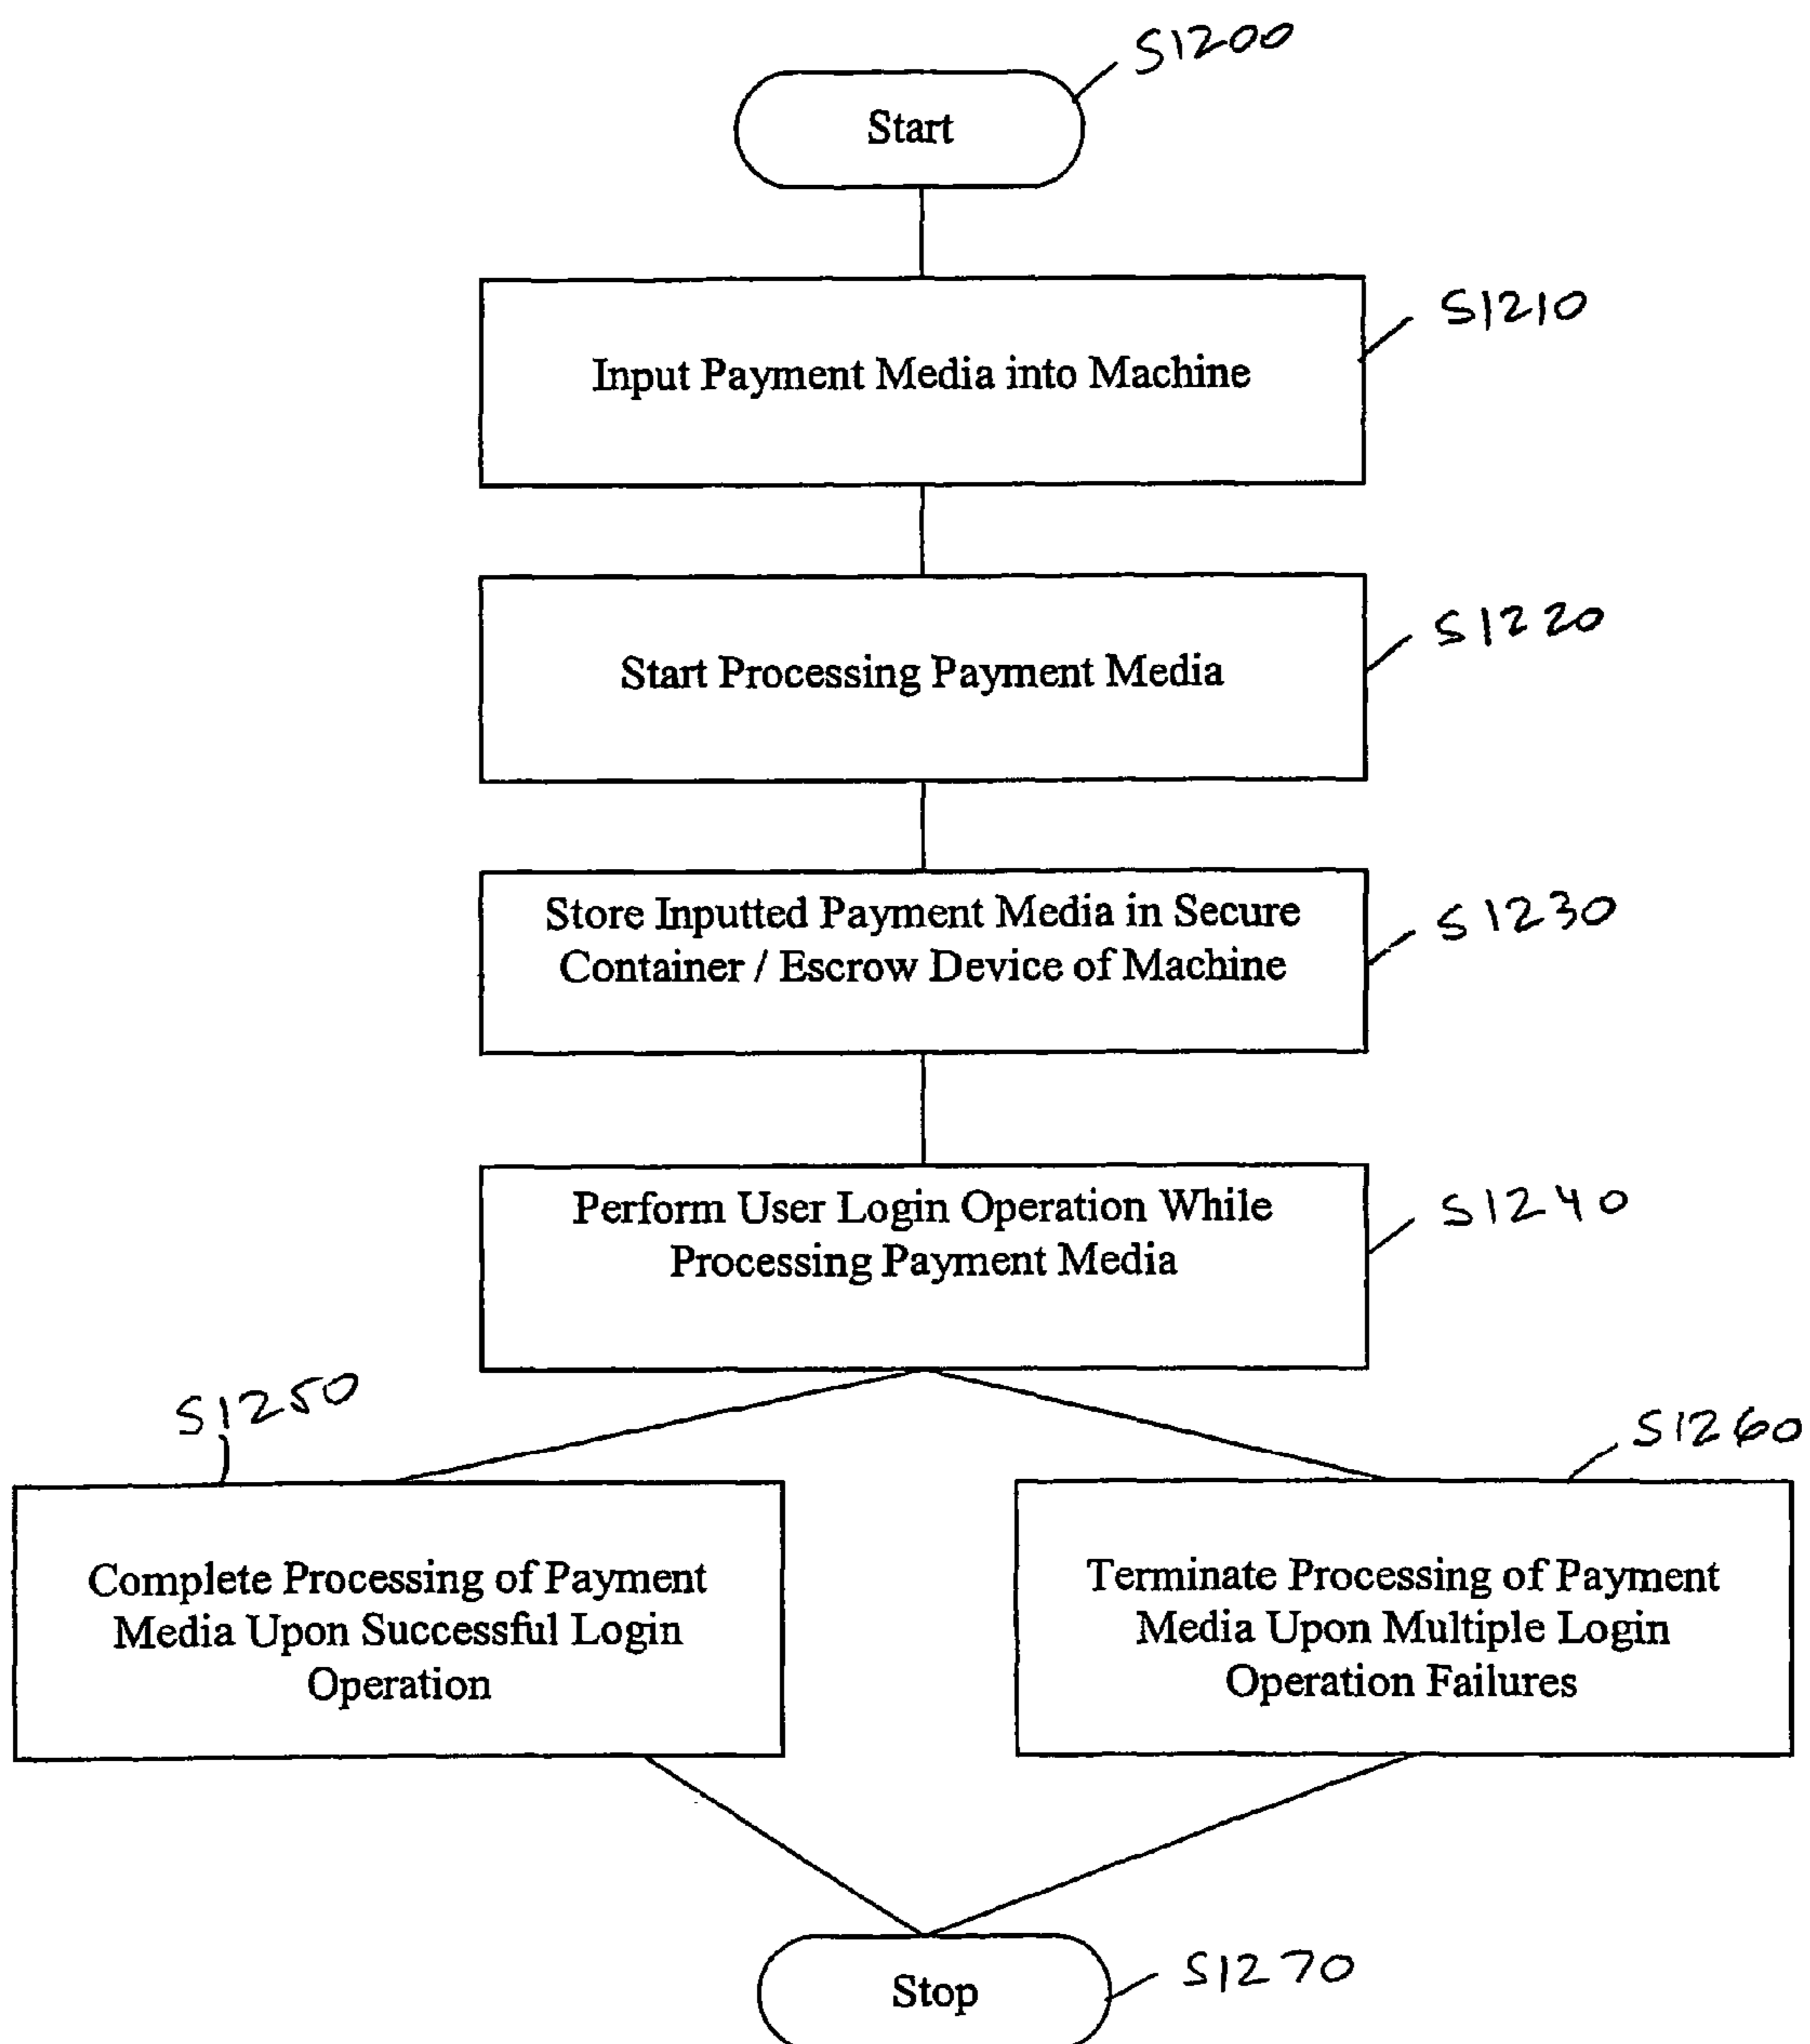 S1200
Start
S1210
Input Payment Media into Machine
S1220
Start Processing Payment Media
S1230
Store Inputted Payment Media in Secure
Container / Escrow Device of Machine
S1240
Perform User Login Operation While
Processing Payment Media
S1250
S1260
Complete Processing of Payment
Media Upon Successful Login
Operation
Terminate Processing of Payment
Media Upon Multiple Login
Operation Failures
Stop
S1270